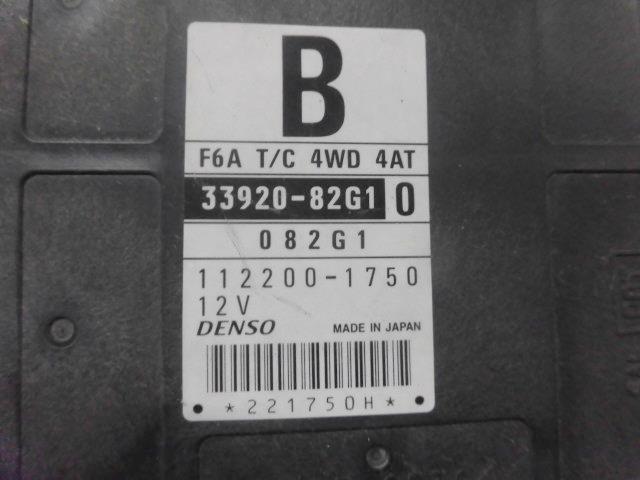 B
F6A T/C 4WD 4AT
33920-82G1 0
082G1
112200-1750
12V
DENSO MADE IN JAPAN
*221750H*